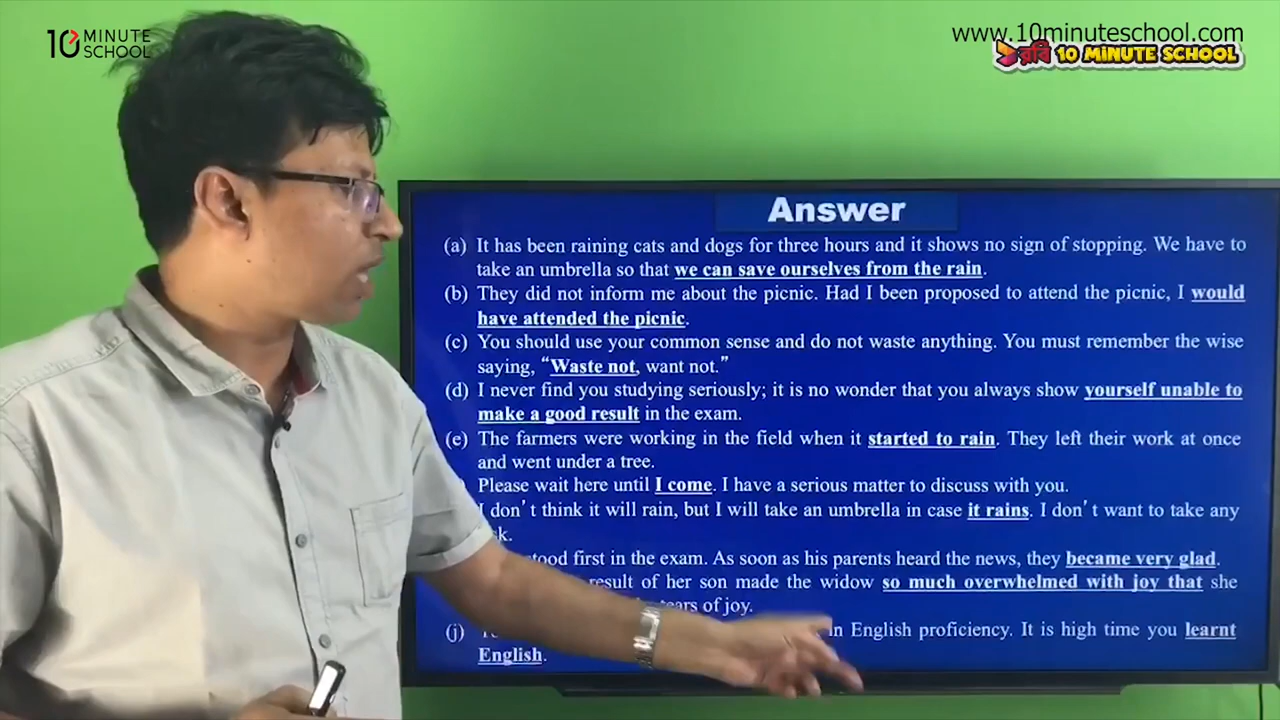 10 MINUTE SCHOOL
www.10minuteschool.com
রবি 10 MiNUTE SCHOOL
Answer
(a) It has been raining cats and dogs for three hours and it shows no sign of stopping. We have to
take an umbrella so that we can save ourselves from the rain.
(b) They did not inform me about the picnic. Had I been proposed to attend the picnic, I would
have attended the picnic.
(c) You should use your common sense and do not waste anything. You must remember the wise
saying, “Waste not, want not.”
(d) I never find you studying seriously; it is no wonder that you always show yourself unable to
make a good result in the exam.
(e) The farmers were working in the field when it started to rain. They left their work at once
and went under a tree.
Please wait here until I come. I have a serious matter to discuss with you.
I don’t think it will rain, but I will take an umbrella in case it rains. I don’t want to take any
first in the exam. As soon as his parents heard the news, they became very glad.
result of her son made the widow so much overwhelmed with joy that she
of joy.
(j) English proficiency. It is high time you learnt
English.